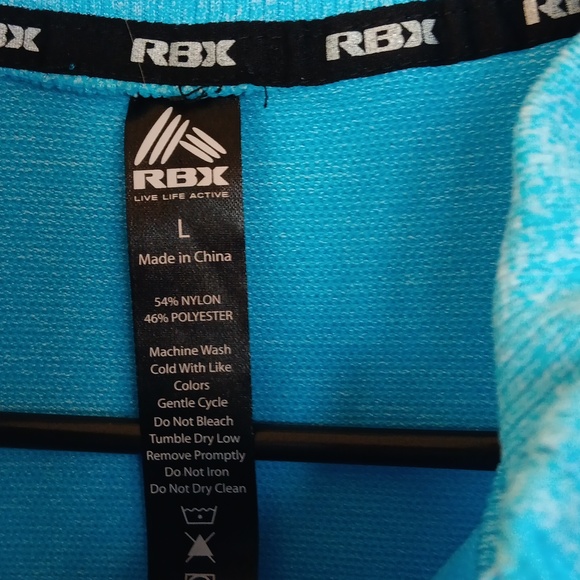 RBX RBX RBX RBX
RBX
LIVE LIFE ACTIVE
L
Made in China
54% NYLON
46% POLYESTER
Machine Wash
Cold With Like
Colors
Gentle Cycle
Do Not Bleach
Tumble Dry Low
Remove Promptly
Do Not Iron
Do Not Dry Clean